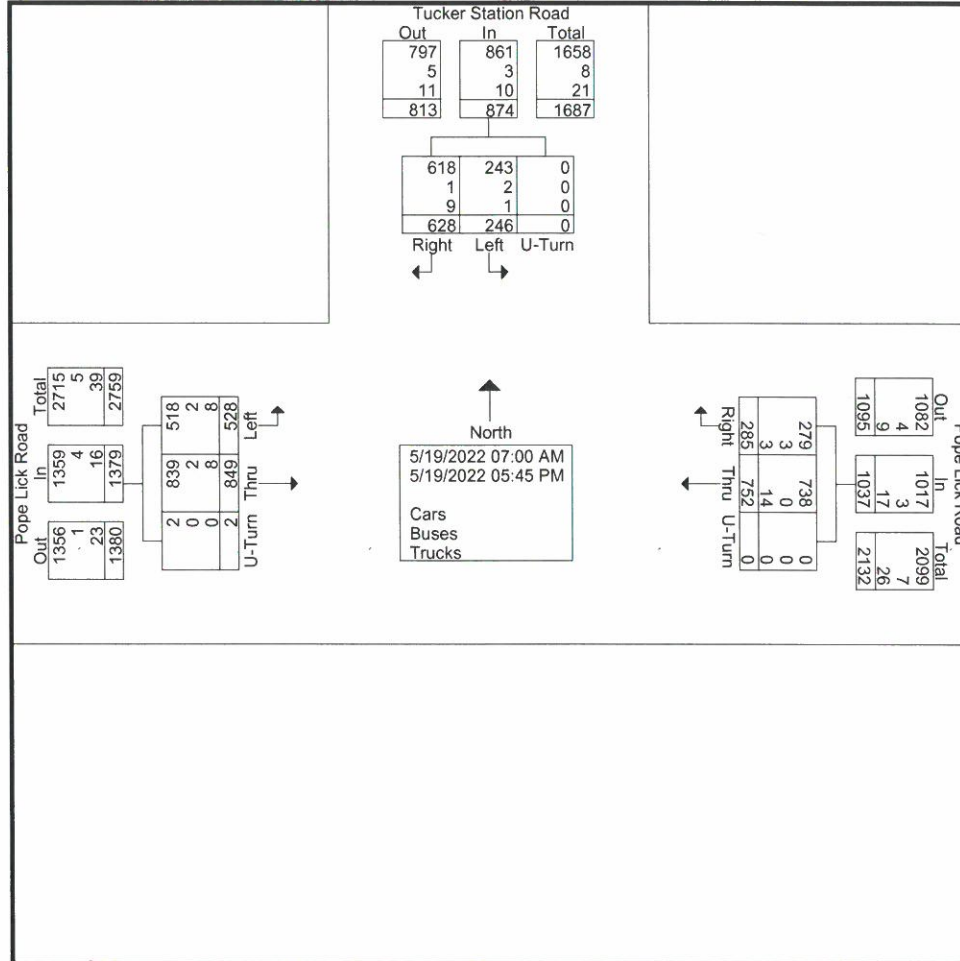 Tucker Station Road
Out In Total
797 861 1658
5 3 8
11 10 21
813 874 1687
618 243 0
1 2 0
9 1 0
628 246 0
Right Left U-Turn
Pope Lick Road
Out In Total
1356 1359 2715
1 4 5
23 16 39
1380 1379 2759
U-Turn Thru Left
2 839 518
0 2 2
0 8 8
2 849 528
North
5/19/2022 07:00 AM
5/19/2022 05:45 PM
Cars
Buses
Trucks
Right Thru U-Turn
279 738 0
3 0 0
3 14 0
285 752 0
Pope Lick Road
Out In Total
1082 1017 2099
4 3 7
9 17 26
1095 1037 2132